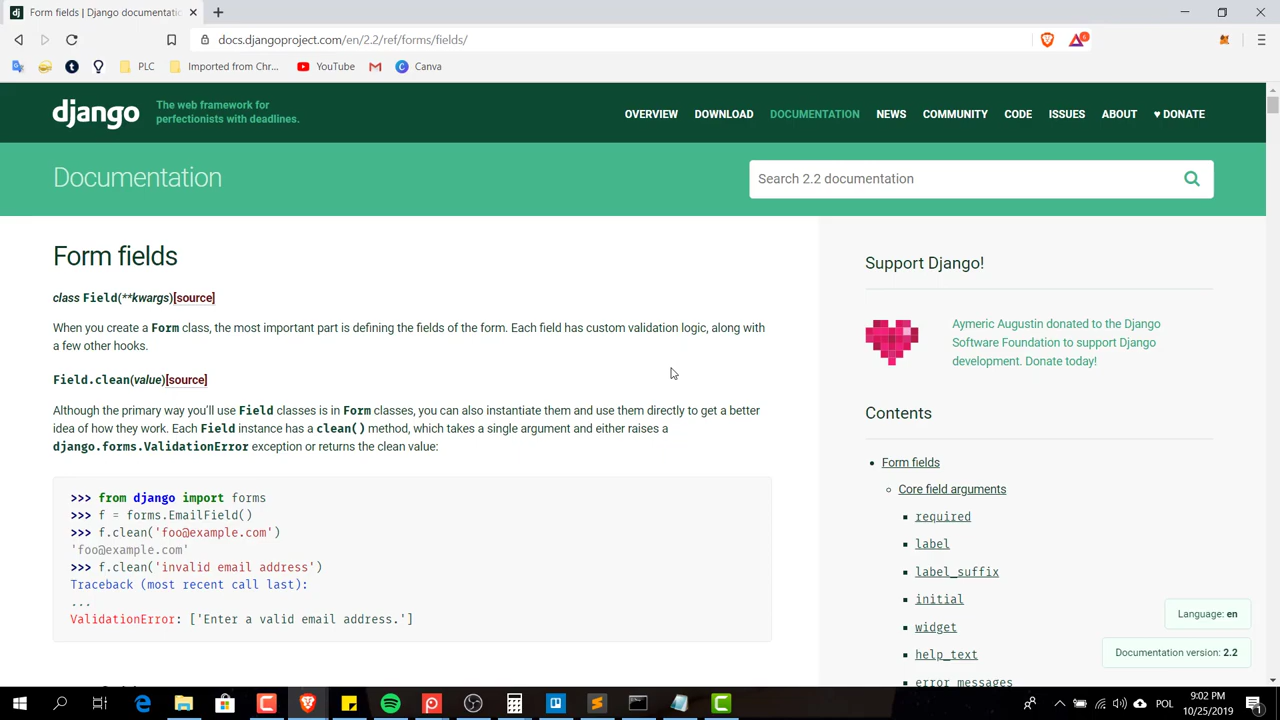 Form fields | Django documentatio
docs.djangoproject.com/en/2.2/ref/forms/fields/
PLC
Imported from Chr...
YouTube
Canva
django
The web framework for
perfectionists with deadlines.
OVERVIEW
DOWNLOAD
DOCUMENTATION
NEWS
COMMUNITY
CODE
ISSUES
ABOUT
♥ DONATE
Documentation
Search 2.2 documentation
Form fields
class Field(**kwargs)[source]
When you create a Form class, the most important part is defining the fields of the form. Each field has custom validation logic, along with
a few other hooks.
Field.clean(value)[source]
Although the primary way you'll use Field classes is in Form classes, you can also instantiate them and use them directly to get a better
idea of how they work. Each Field instance has a clean() method, which takes a single argument and either raises a
django.forms.ValidationError exception or returns the clean value:
>>> from django import forms
>>> f = forms.EmailField()
>>> f.clean('foo@example.com')
'foo@example.com'
>>> f.clean('invalid email address')
Traceback (most recent call last):
...
ValidationError: ['Enter a valid email address.']
Support Django!
Aymeric Augustin donated to the Django
Software Foundation to support Django
development. Donate today!
Contents
Form fields
Core field arguments
required
label
label_suffix
initial
widget
help_text
error_messages
Language: en
Documentation version: 2.2
POL
9:02 PM
10/25/2019